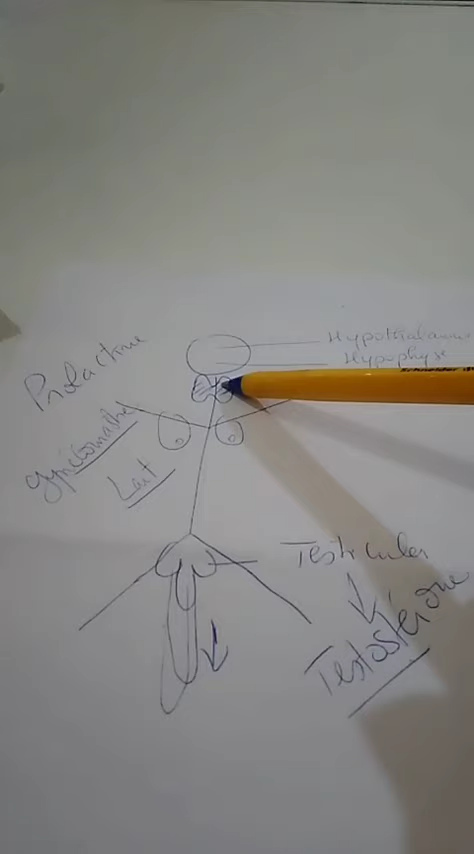 Hypothalamus
Hypophyse
Prolactine
Gynécomastie
Lait
Testicules
Testostérone